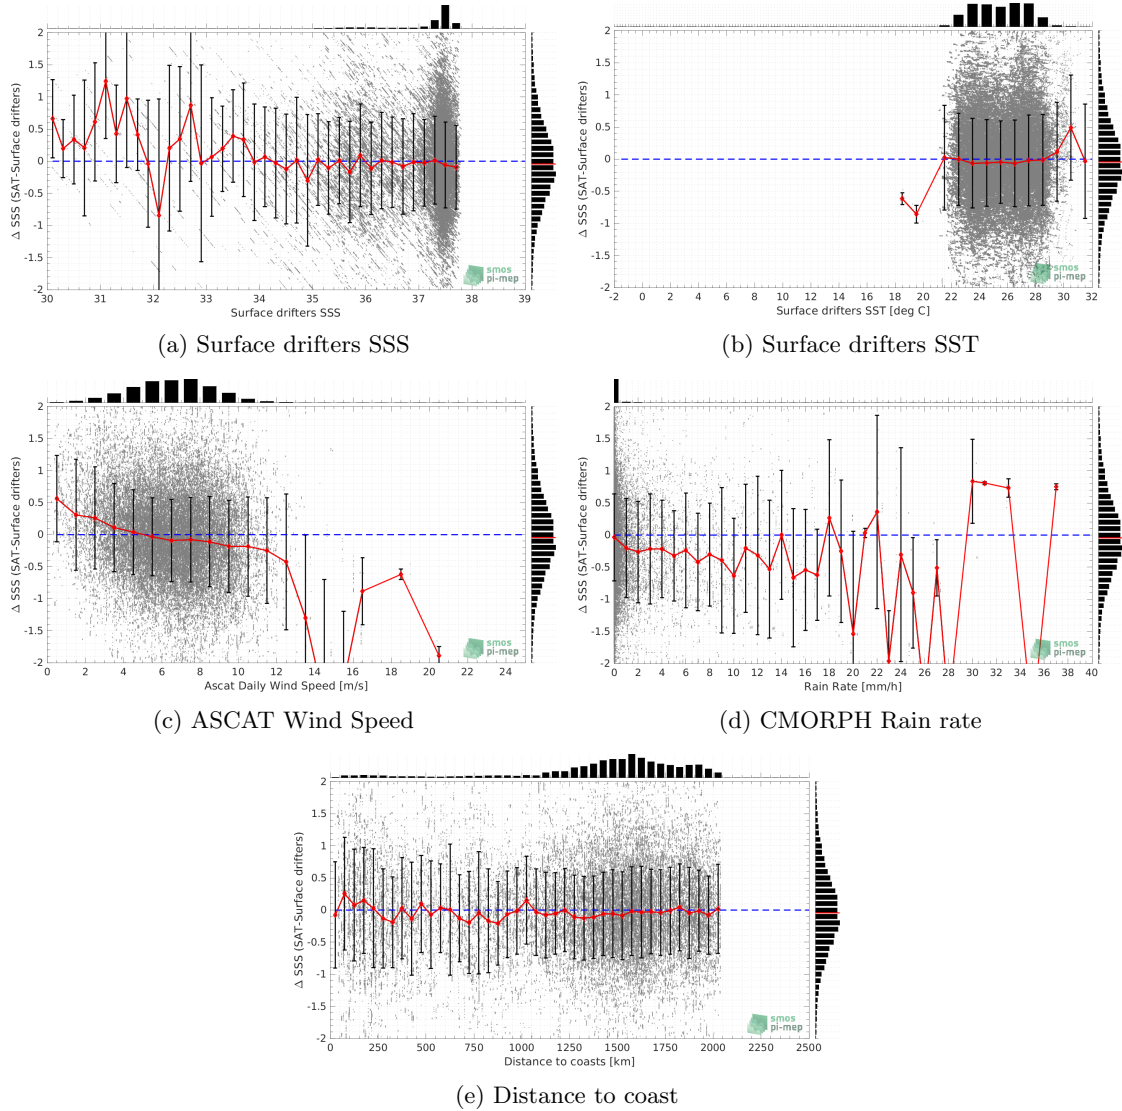 2
1.5
1
0.5
0
-0.5
-1
-1.5
-2
Δ SSS (SAT-Surface drifters)
30 31 32 33 34 35 36 37 38 39
Surface drifters SSS
smos
pi-mep
(a) Surface drifters SSS
2
1.5
1
0.5
0
-0.5
-1
-1.5
-2
Δ SSS (SAT-Surface drifters)
-2 0 2 4 6 8 10 12 14 16 18 20 22 24 26 28 30 32
Surface drifters SST [deg C]
smos
pi-mep
(b) Surface drifters SST
2
1.5
1
0.5
0
-0.5
-1
-1.5
-2
Δ SSS (SAT-Surface drifters)
0 2 4 6 8 10 12 14 16 18 20 22 24
Ascat Daily Wind Speed [m/s]
smos
pi-mep
(c) ASCAT Wind Speed
2
1.5
1
0.5
0
-0.5
-1
-1.5
-2
Δ SSS (SAT-Surface drifters)
0 2 4 6 8 10 12 14 16 18 20 22 24 26 28 30 32 34 36 38 40
Rain Rate [mm/h]
smos
pi-mep
(d) CMORPH Rain rate
2
1.5
1
0.5
0
-0.5
-1
-1.5
-2
Δ SSS (SAT-Surface drifters)
0 250 500 750 1000 1250 1500 1750 2000 2250 2500
Distance to coasts [km]
smos
pi-mep
(e) Distance to coast